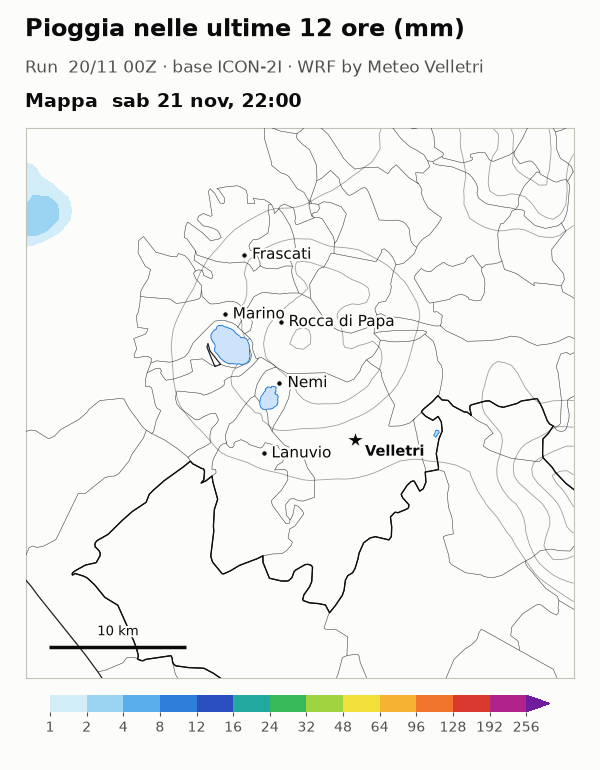 Pioggia nelle ultime 12 ore (mm)
Run  20/11 00Z · base ICON-2I · WRF by Meteo Velletri
Mappa  sab 21 nov, 22:00
Frascati
Marino
Rocca di Papa
Nemi
Velletri
Lanuvio
10 km
1 2 4 8 12 16 24 32 48 64 96 128 192 256